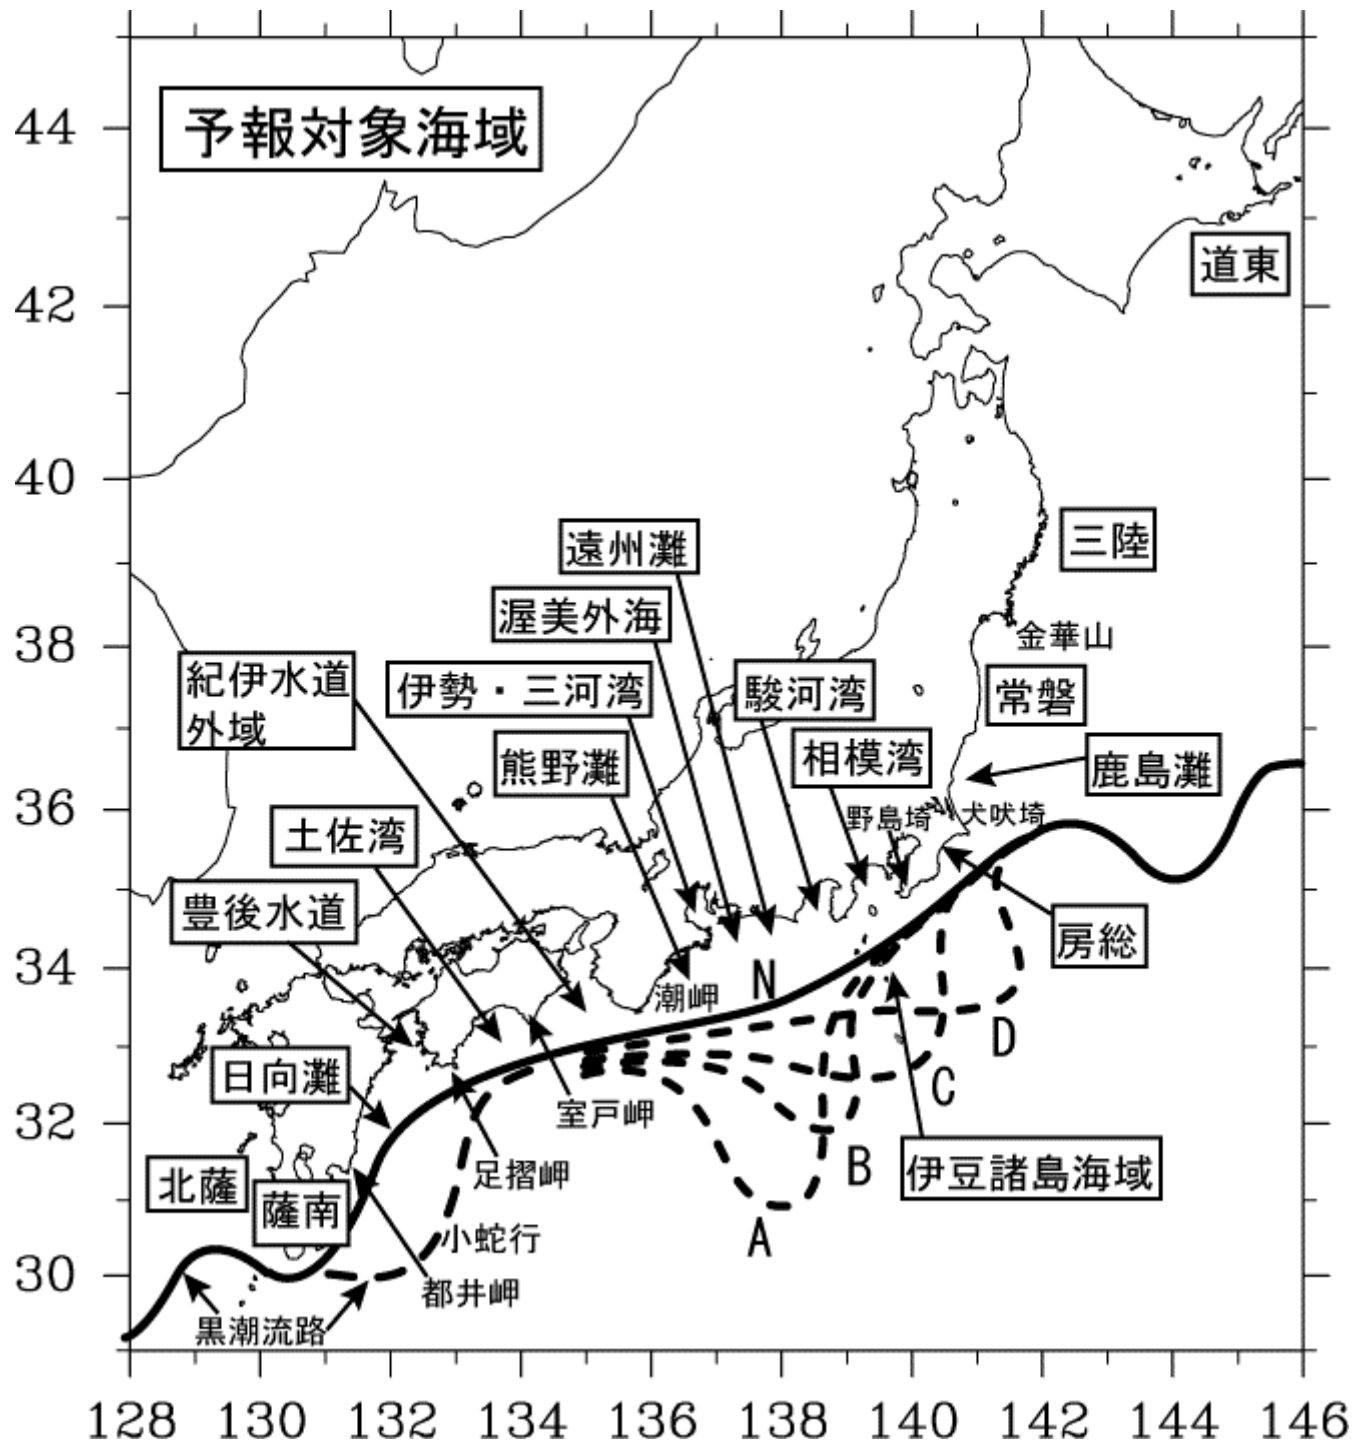 予報対象海域
44
道東
42
40
遠州灘
三陸
渥美外海
金華山
38
紀伊水道
外域
伊勢・三河湾
駿河湾
常磐
熊野灘
相模湾
鹿島灘
36
土佐湾
野島埼
犬吠埼
豊後水道
房総
34
潮岬
N
D
日向灘
C
室戸岬
32
B
足摺岬
伊豆諸島海域
北薩
薩南
A
小蛇行
30
都井岬
黒潮流路
128 130 132 134 136 138 140 142 144 146